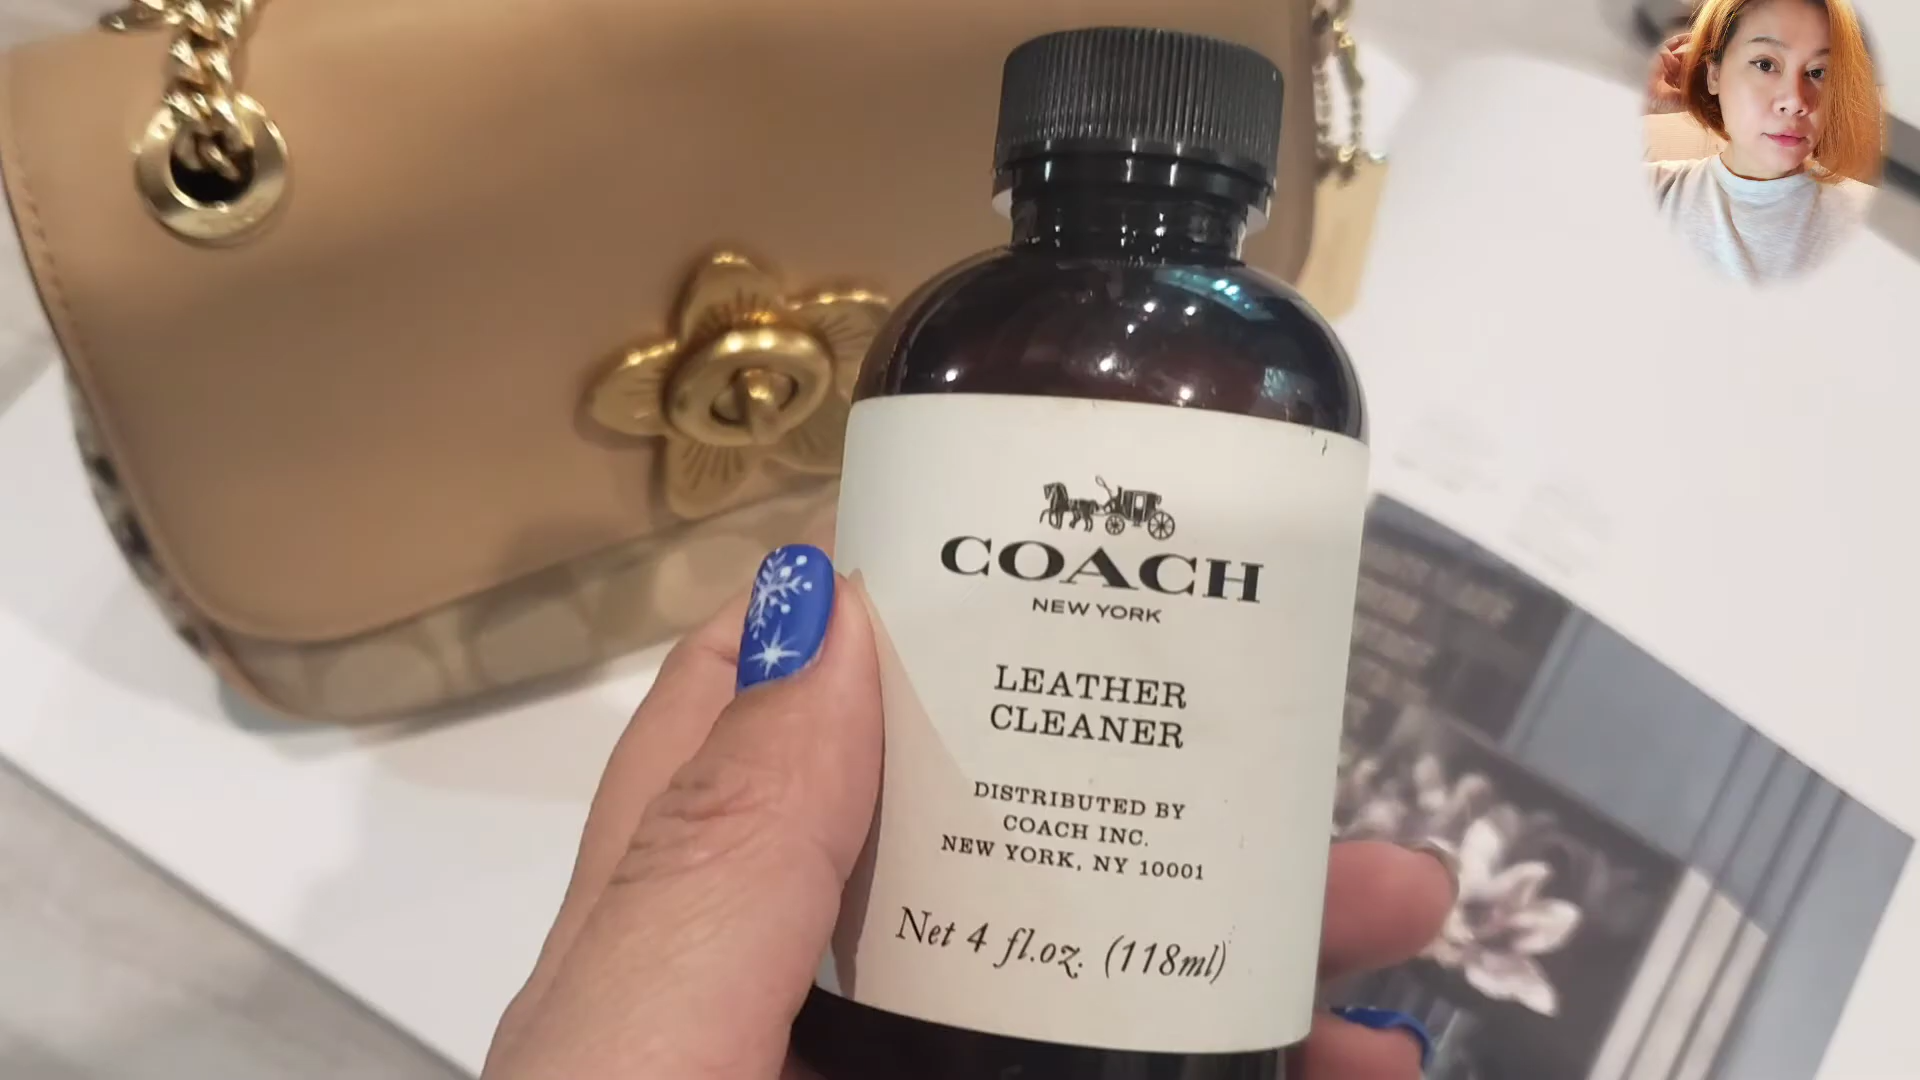 COACH
NEW YORK
LEATHER
CLEANER
DISTRIBUTED BY
COACH INC.
NEW YORK, NY 10001
Net 4 fl.oz. (118ml)